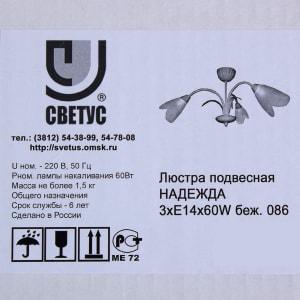 СВЕТУС
тел.: (3812) 54-38-99, 54-78-08
http://svetus.omsk.ru
U ном. - 220 В, 50 Гц
Рном. лампы накаливания 60Вт
Масса не более 1,5 кг
Общего назначения
Срок службы - 6 лет
Сделано в России
Люстра подвесная
НАДЕЖДА
3хЕ14х60W беж. 086
МЕ 72